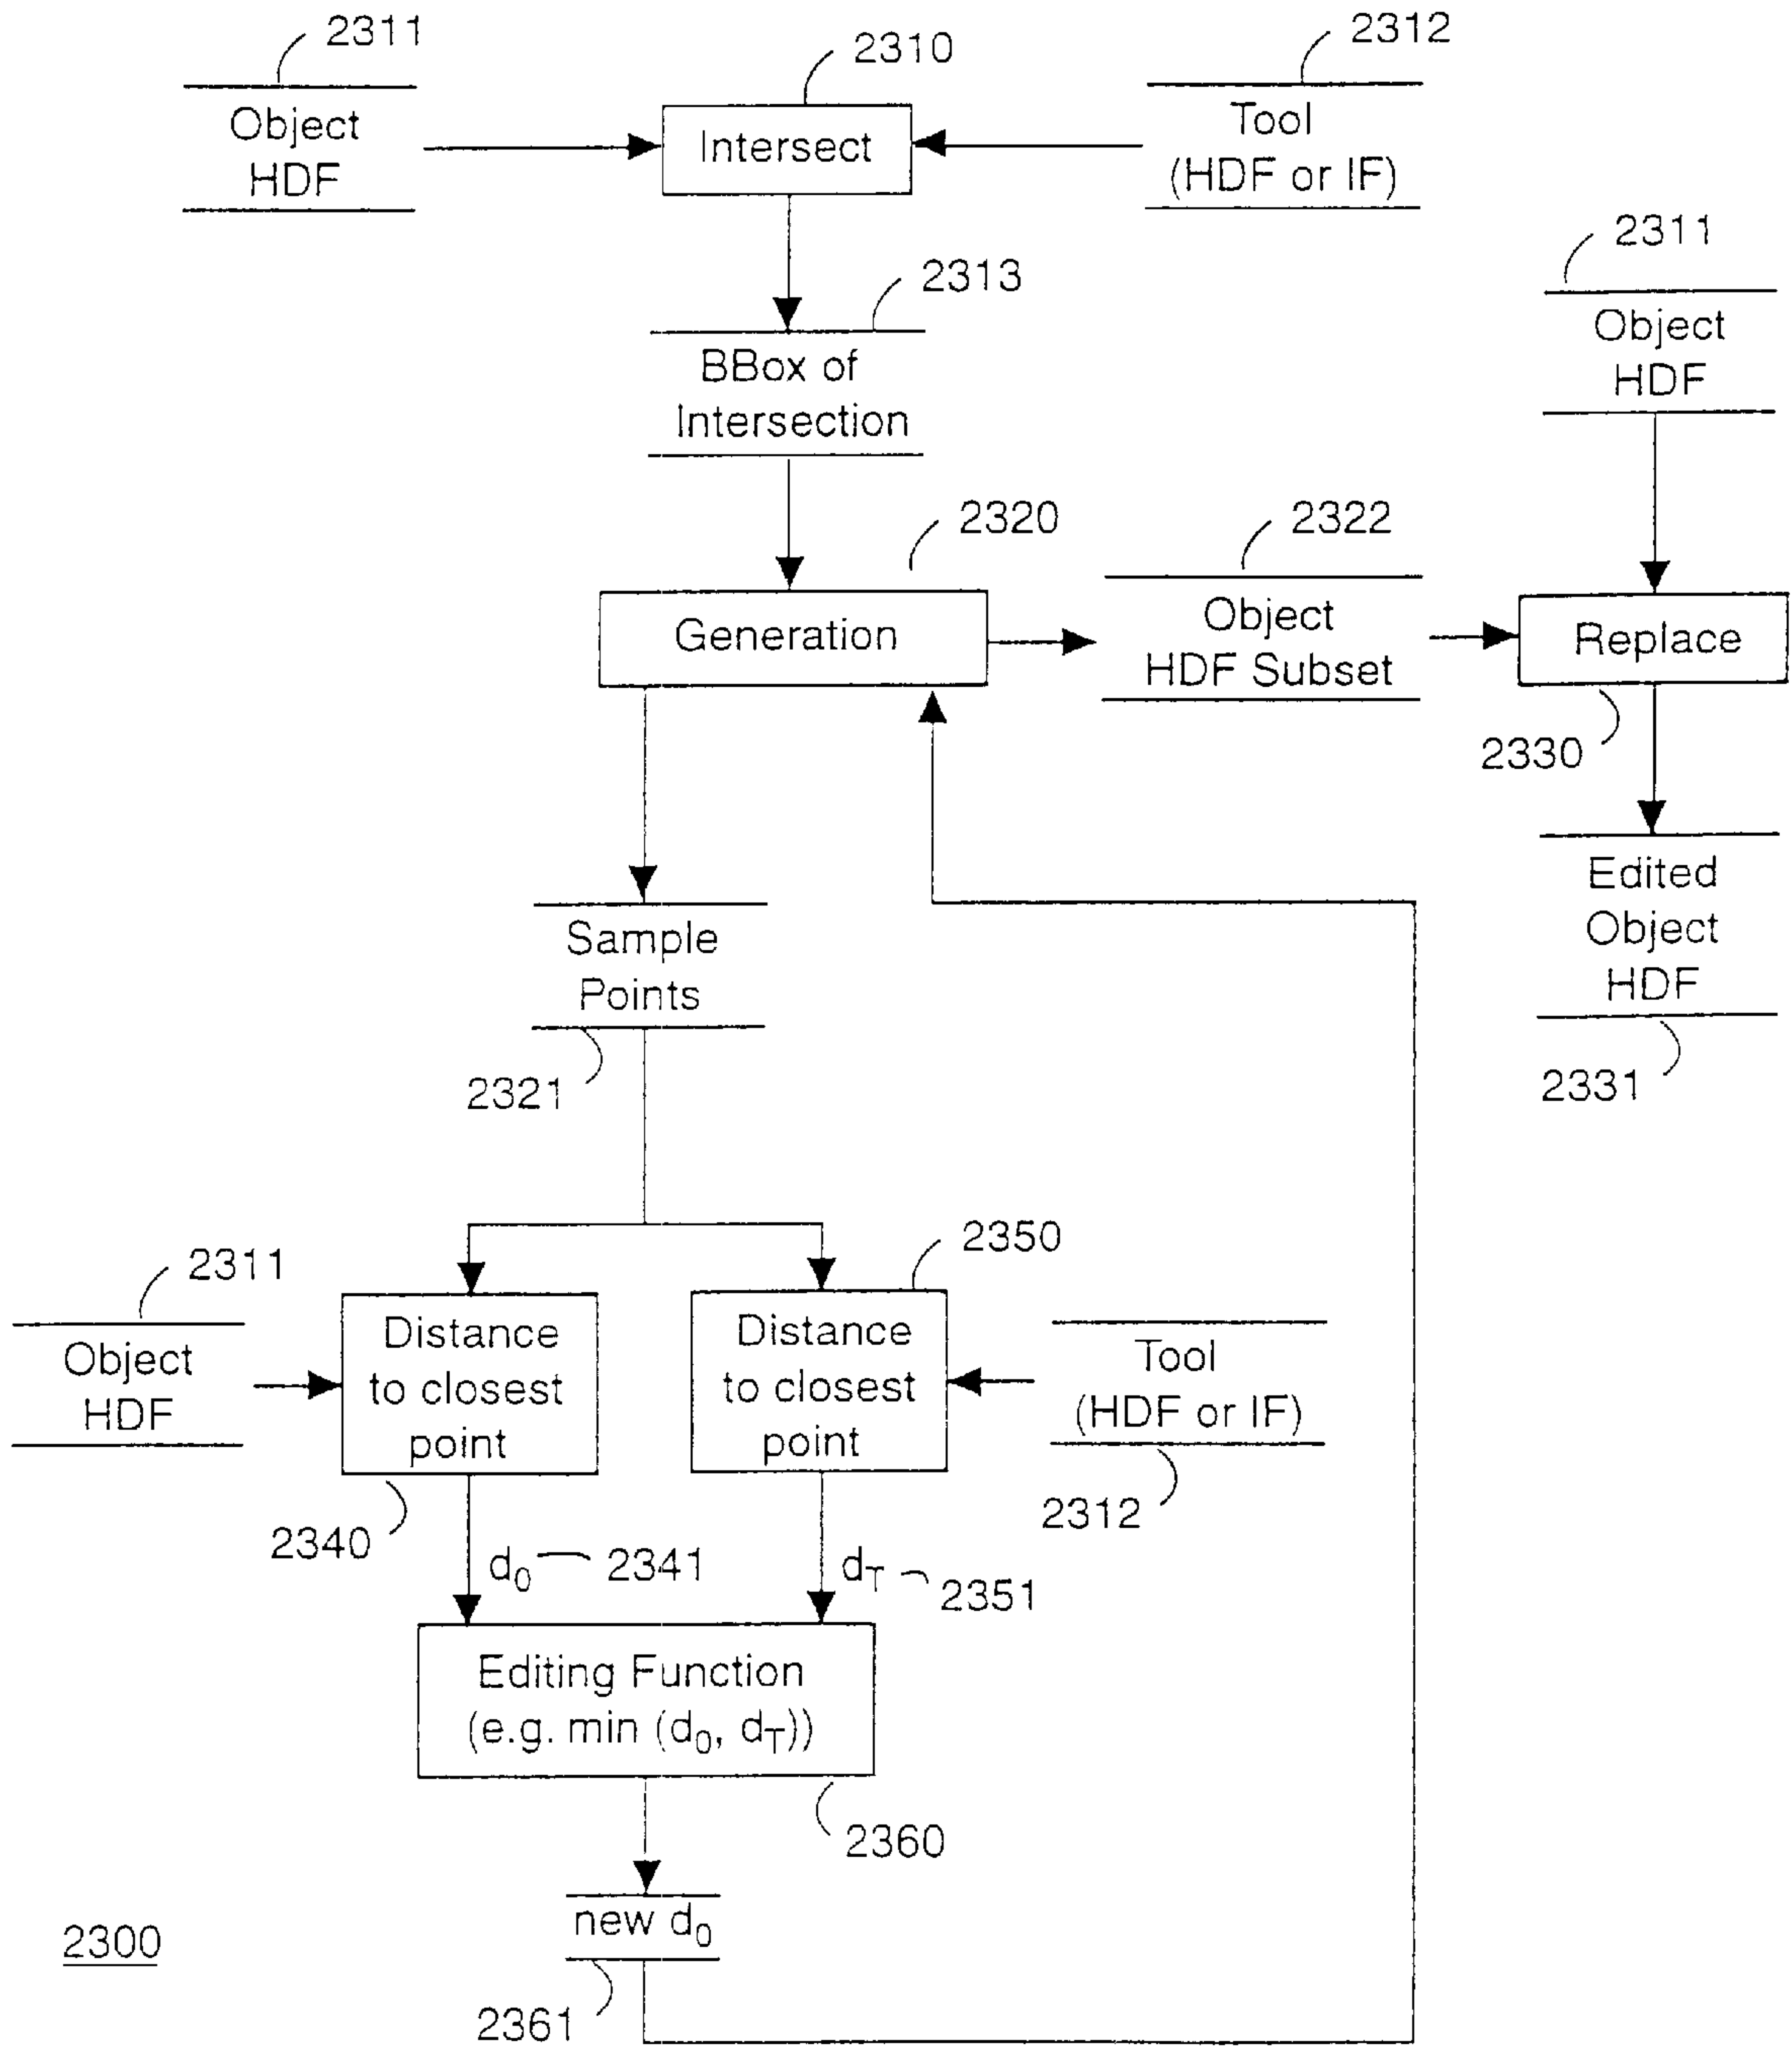 2311
2310
2312
Object
HDF
Intersect
Tool
(HDF or IF)
2313
2311
BBox of
Intersection
Object
HDF
2320
2322
Generation
Object
HDF Subset
Replace
2330
Sample
Points
2321
Edited
Object
HDF
2331
2311
2350
Object
HDF
Distance
to closest
point
Distance
to closest
point
Tool
(HDF or IF)
2340
2312
d0 2341
dT 2351
Editing Function
(e.g. min (d0, dT))
2360
new d0
2361
2300